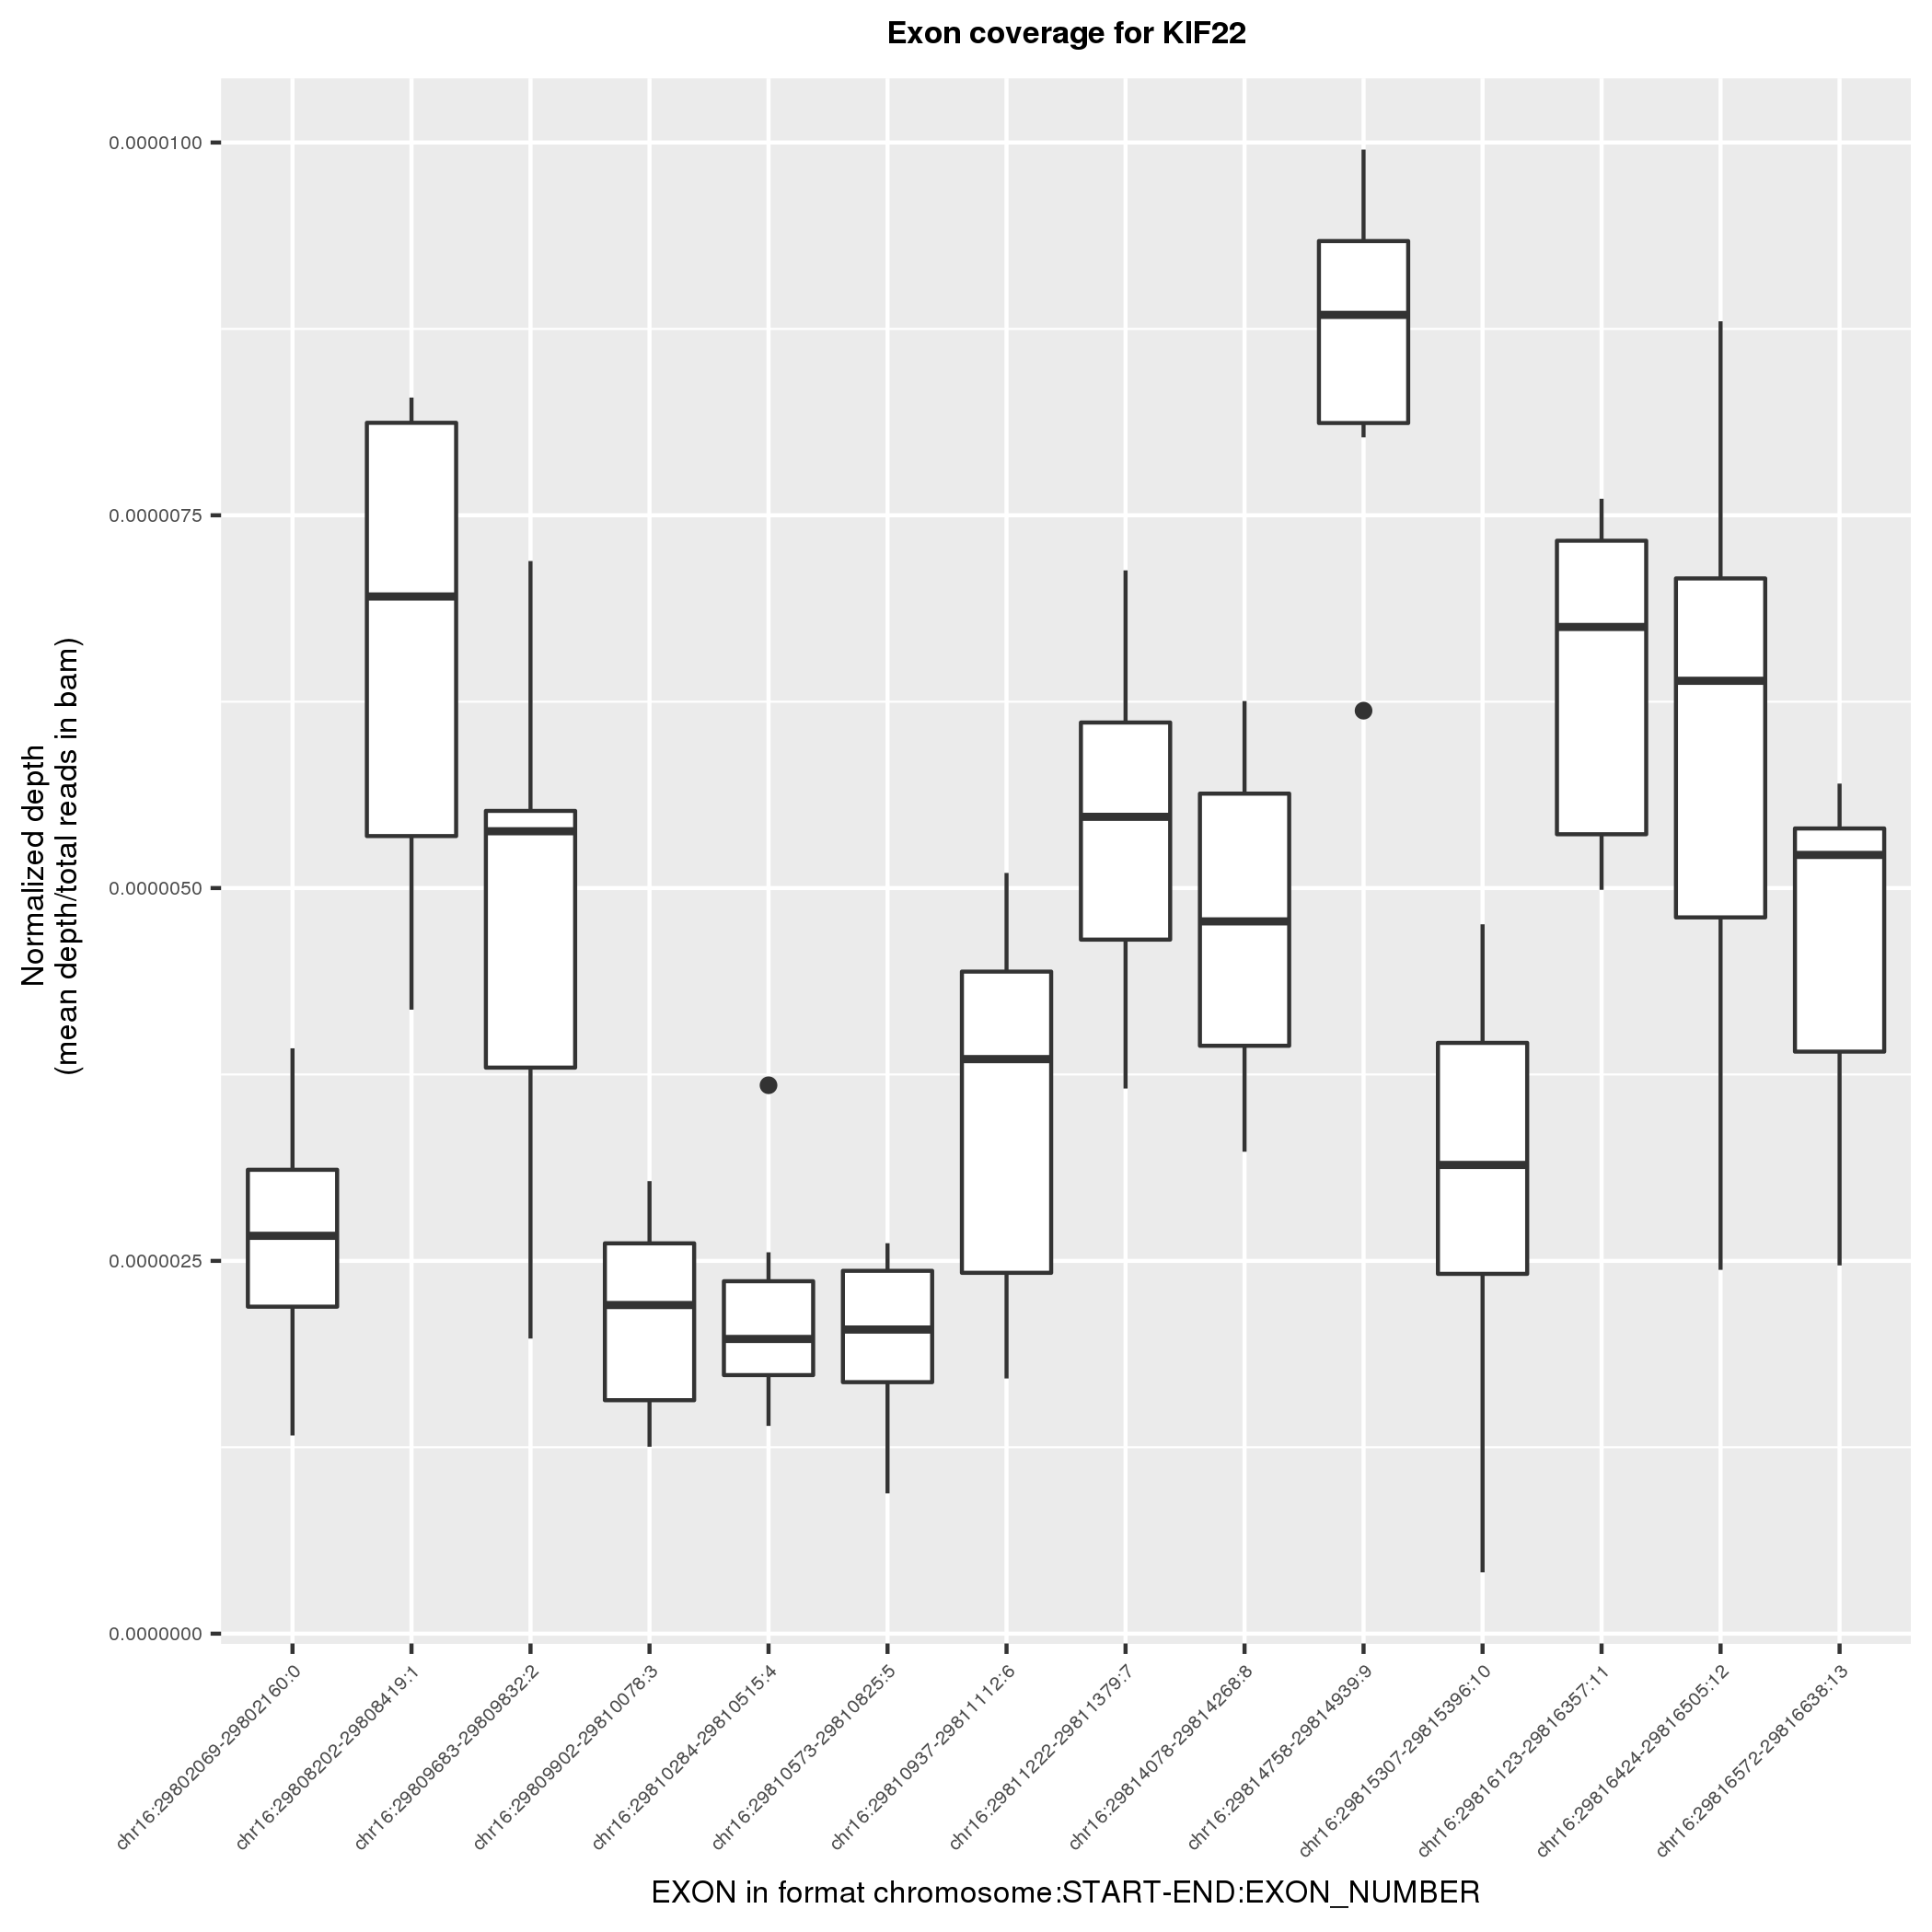 Exon coverage for KIF22
0.0000100
0.0000075
0.0000050
0.0000025
0.0000000
Normalized depth
(mean depth/total reads in bam)
chr16:29802069-29802160:0
chr16:29808202-29808419:1
chr16:29809683-29809832:2
chr16:29809902-29810078:3
chr16:29810284-29810515:4
chr16:29810573-29810825:5
chr16:29810937-29811112:6
chr16:29811222-29811379:7
chr16:29814078-29814268:8
chr16:29814758-29814939:9
chr16:29815307-29815396:10
chr16:29816123-29816357:11
chr16:29816424-29816505:12
chr16:29816572-29816638:13
EXON in format chromosome:START-END:EXON_NUMBER